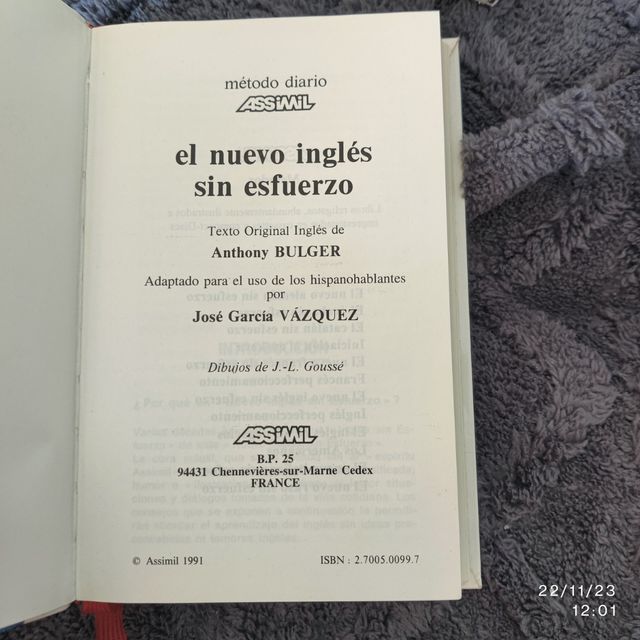 método diario
ASSiMiL
el nuevo inglés
sin esfuerzo
Texto Original Inglés de
Anthony BULGER
Adaptado para el uso de los hispanohablantes
por
José García VÁZQUEZ
Dibujos de J.-L. Goussé
ASSiMiL
B.P. 25
94431 Chennevières-sur-Marne Cedex
FRANCE
© Assimil 1991 ISBN : 2.7005.0099.7
22/11/23
12:01